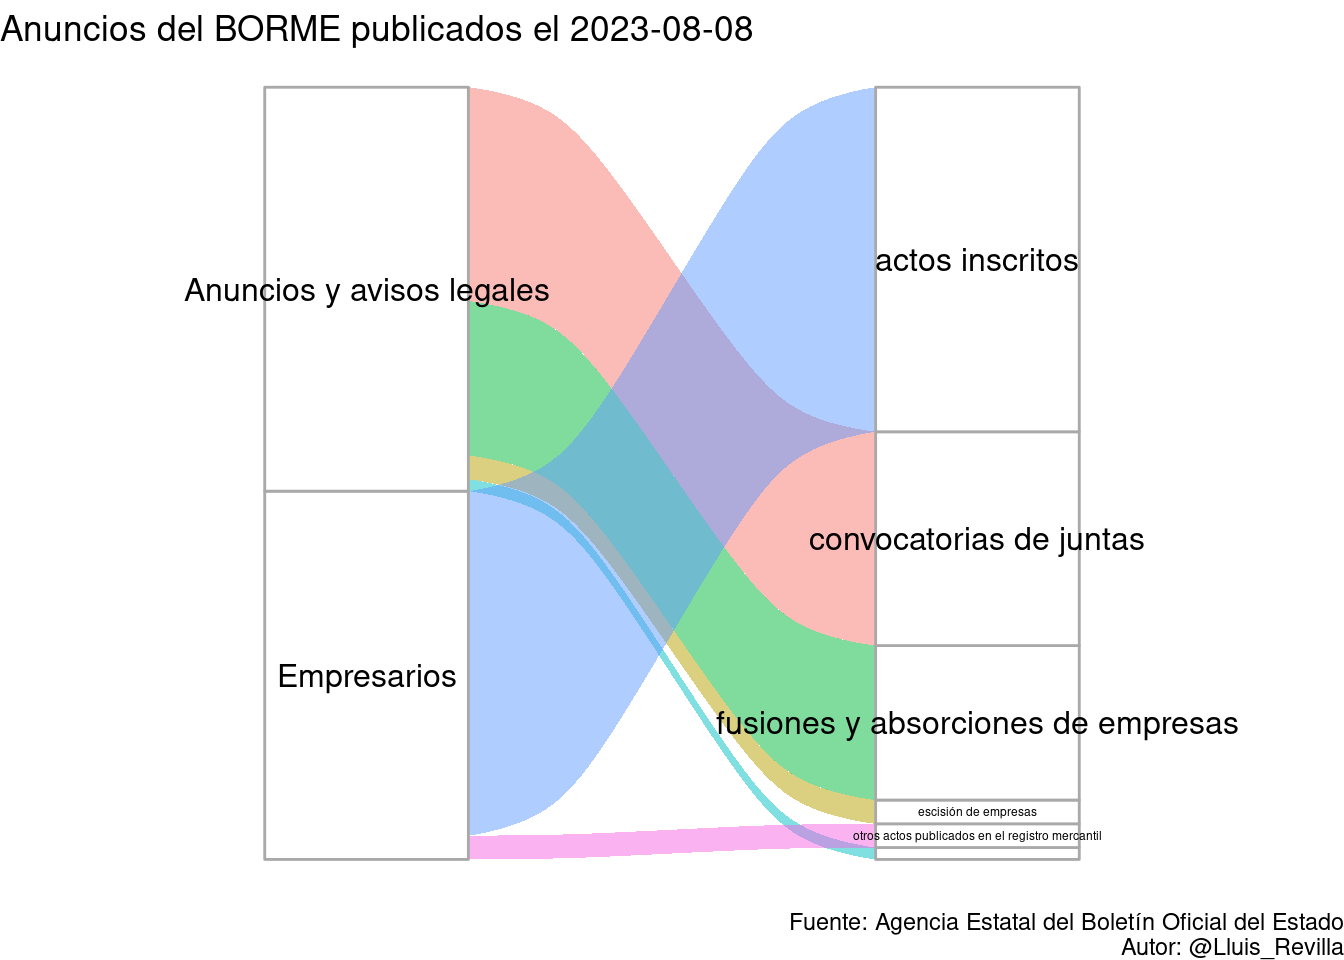 Anuncios del BORME publicados el 2023-08-08
actos inscritos
Anuncios y avisos legales
convocatorias de juntas
Empresarios
fusiones y absorciones de empresas
escisión de empresas
otros actos publicados en el registro mercantil
Fuente: Agencia Estatal del Boletín Oficial del Estado
Autor: @Lluis_Revilla